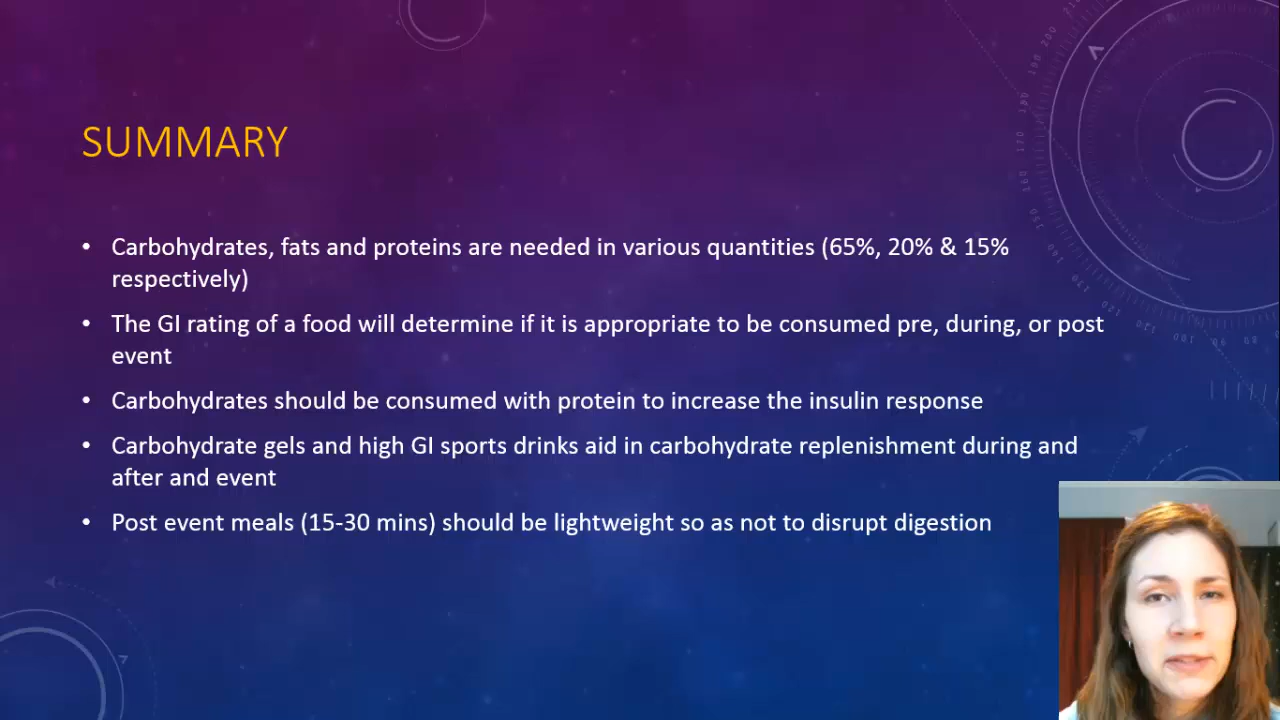 SUMMARY
• Carbohydrates, fats and proteins are needed in various quantities (65%, 20% & 15%
respectively)
• The GI rating of a food will determine if it is appropriate to be consumed pre, during, or post
event
• Carbohydrates should be consumed with protein to increase the insulin response
• Carbohydrate gels and high GI sports drinks aid in carbohydrate replenishment during and
after and event
• Post event meals (15-30 mins) should be lightweight so as not to disrupt digestion